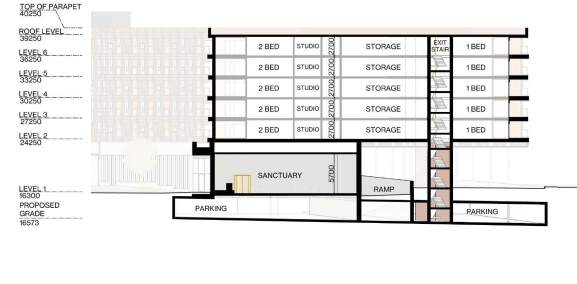 TOP OF PARAPET
40250
ROOF LEVEL
39250
LEVEL 6
36250
LEVEL 5
33250
LEVEL 4
30250
LEVEL 3
27250
LEVEL 2
24250
LEVEL 1
16300
PROPOSED
GRADE
16573
EXIT
STAIR
2 BED STUDIO 2700 STORAGE 1 BED
2 BED STUDIO 2700 STORAGE 1 BED
2 BED STUDIO 2700 STORAGE 1 BED
2 BED STUDIO 2700 STORAGE 1 BED
2 BED STUDIO 2700 STORAGE 1 BED
SANCTUARY 5700
RAMP
PARKING PARKING